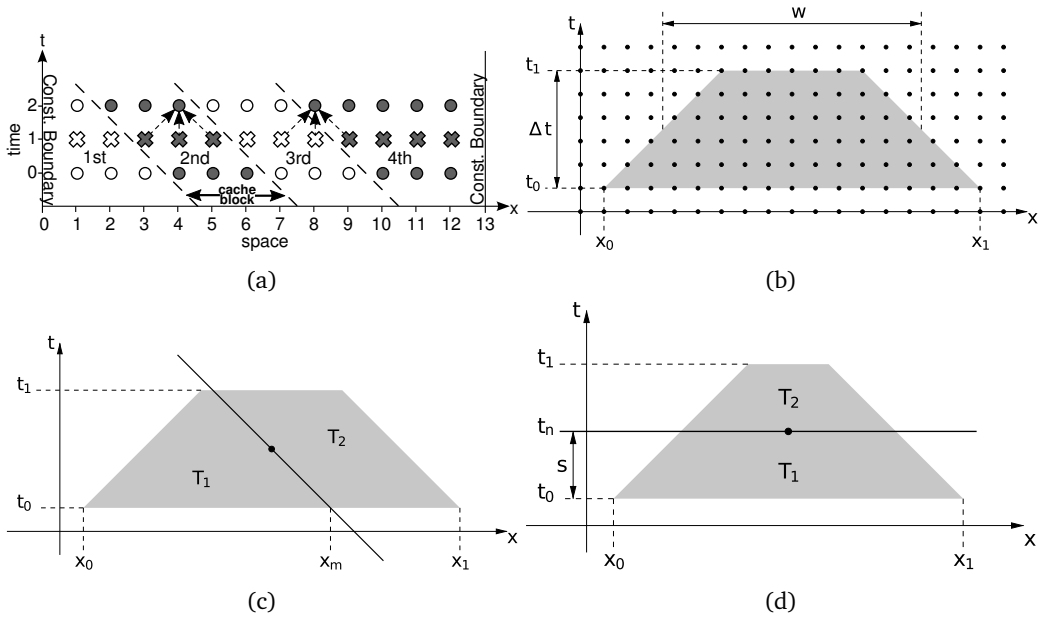 t
Const. Boundary
Const. Boundary
time
2
1
0
1st
2nd
3rd
4th
cache
block
x
0 1 2 3 4 5 6 7 8 9 10 11 12 13
space
(a)
t
w
t₁
Δt
t₀
x
x₀
x₁
(b)
t
t₁
T₂
T₁
t₀
x
x₀
xₘ
x₁
(c)
t
t₁
T₂
tₙ
s
T₁
t₀
x
x₀
x₁
(d)